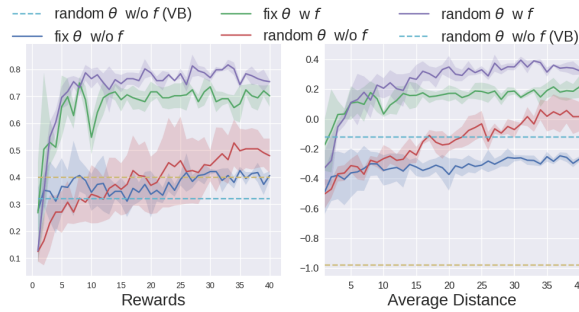 random θ w/o f (VB)
fix θ w f
random θ w f
fix θ w/o f
random θ w/o f
random θ w/o f (VB)
0.8
0.7
0.6
0.5
0.4
0.3
0.2
0.1
0 5 10 15 20 25 30 35 40
Rewards
0.4
0.2
0.0
−0.2
−0.4
−0.6
−0.8
−1.0
5 10 15 20 25 30 35 40
Average Distance